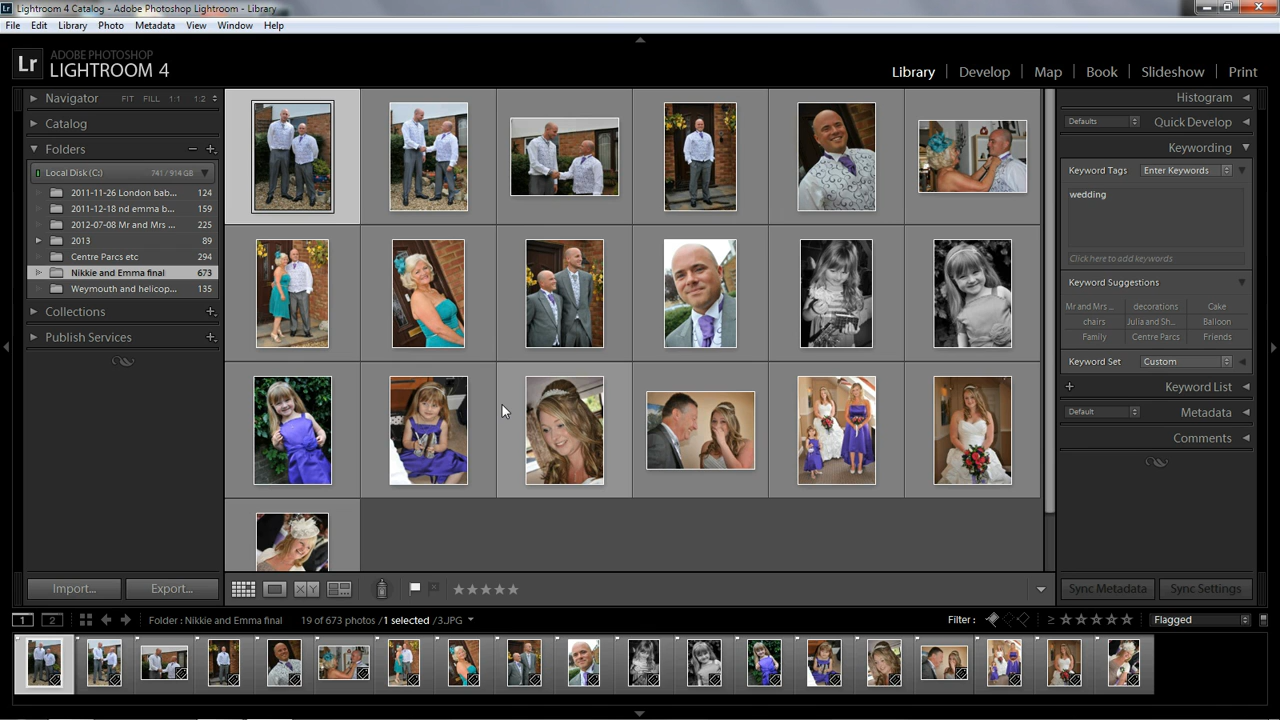 Lightroom 4 Catalog - Adobe Photoshop Lightroom - Library
File Edit Library Photo Metadata View Window Help
Lr ADOBE PHOTOSHOP
LIGHTROOM 4
Library | Develop | Map | Book | Slideshow | Print
Navigator FIT FILL 1:1 1:2
Catalog
Folders
Local Disk (C:) 741 / 914 GB
2011-11-26 London bab... 124
2011-12-18 nd emma b... 159
2012-07-08 Mr and Mrs ... 225
2013 89
Centre Parcs etc 294
Nikkie and Emma final 673
Weymouth and helicop... 135
Collections
Publish Services
Import... Export...
Histogram
Defaults Quick Develop
Keywording
Keyword Tags Enter Keywords
wedding
Click here to add keywords
Keyword Suggestions
Mr and Mrs ... decorations Cake
chairs Julia and Sh... Balloon
Family Centre Parcs Friends
Keyword Set Custom
Keyword List
Default Metadata
Comments
Sync Metadata Sync Settings
X Y
1 2 Folder : Nikkie and Emma final 19 of 673 photos / 1 selected / 3.JPG Filter : ≥ Flagged